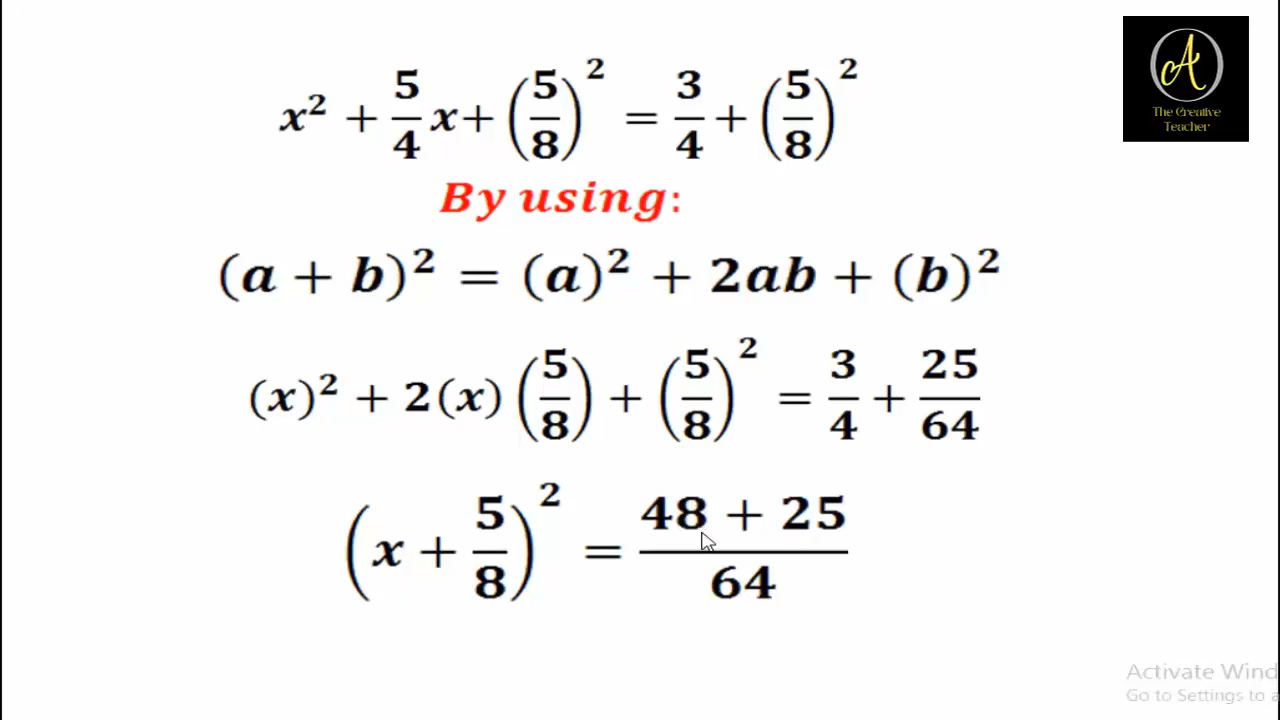 x² + 5/4 x + (5/8)² = 3/4 + (5/8)²
By using:
(a + b)² = (a)² + 2ab + (b)²
(x)² + 2(x)(5/8) + (5/8)² = 3/4 + 25/64
(x + 5/8)² = 48 + 25 / 64
A
The Creative
Teacher
Activate Wind
Go to Settings to a